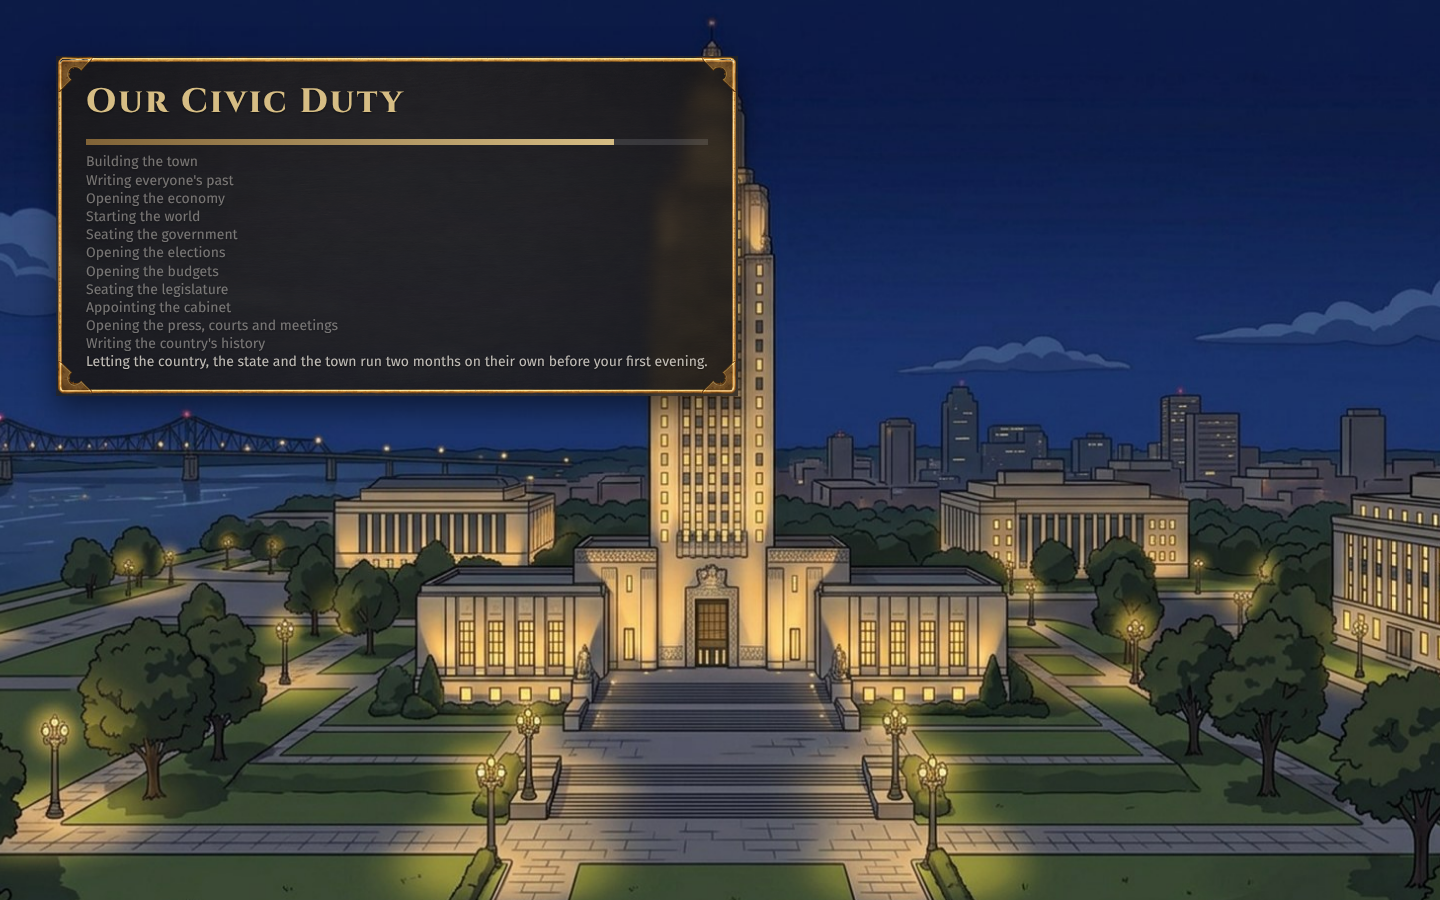 Our Civic Duty
Building the town
Writing everyone's past
Opening the economy
Starting the world
Seating the government
Opening the elections
Opening the budgets
Seating the legislature
Appointing the cabinet
Opening the press, courts and meetings
Writing the country's history
Letting the country, the state and the town run two months on their own before your first evening.